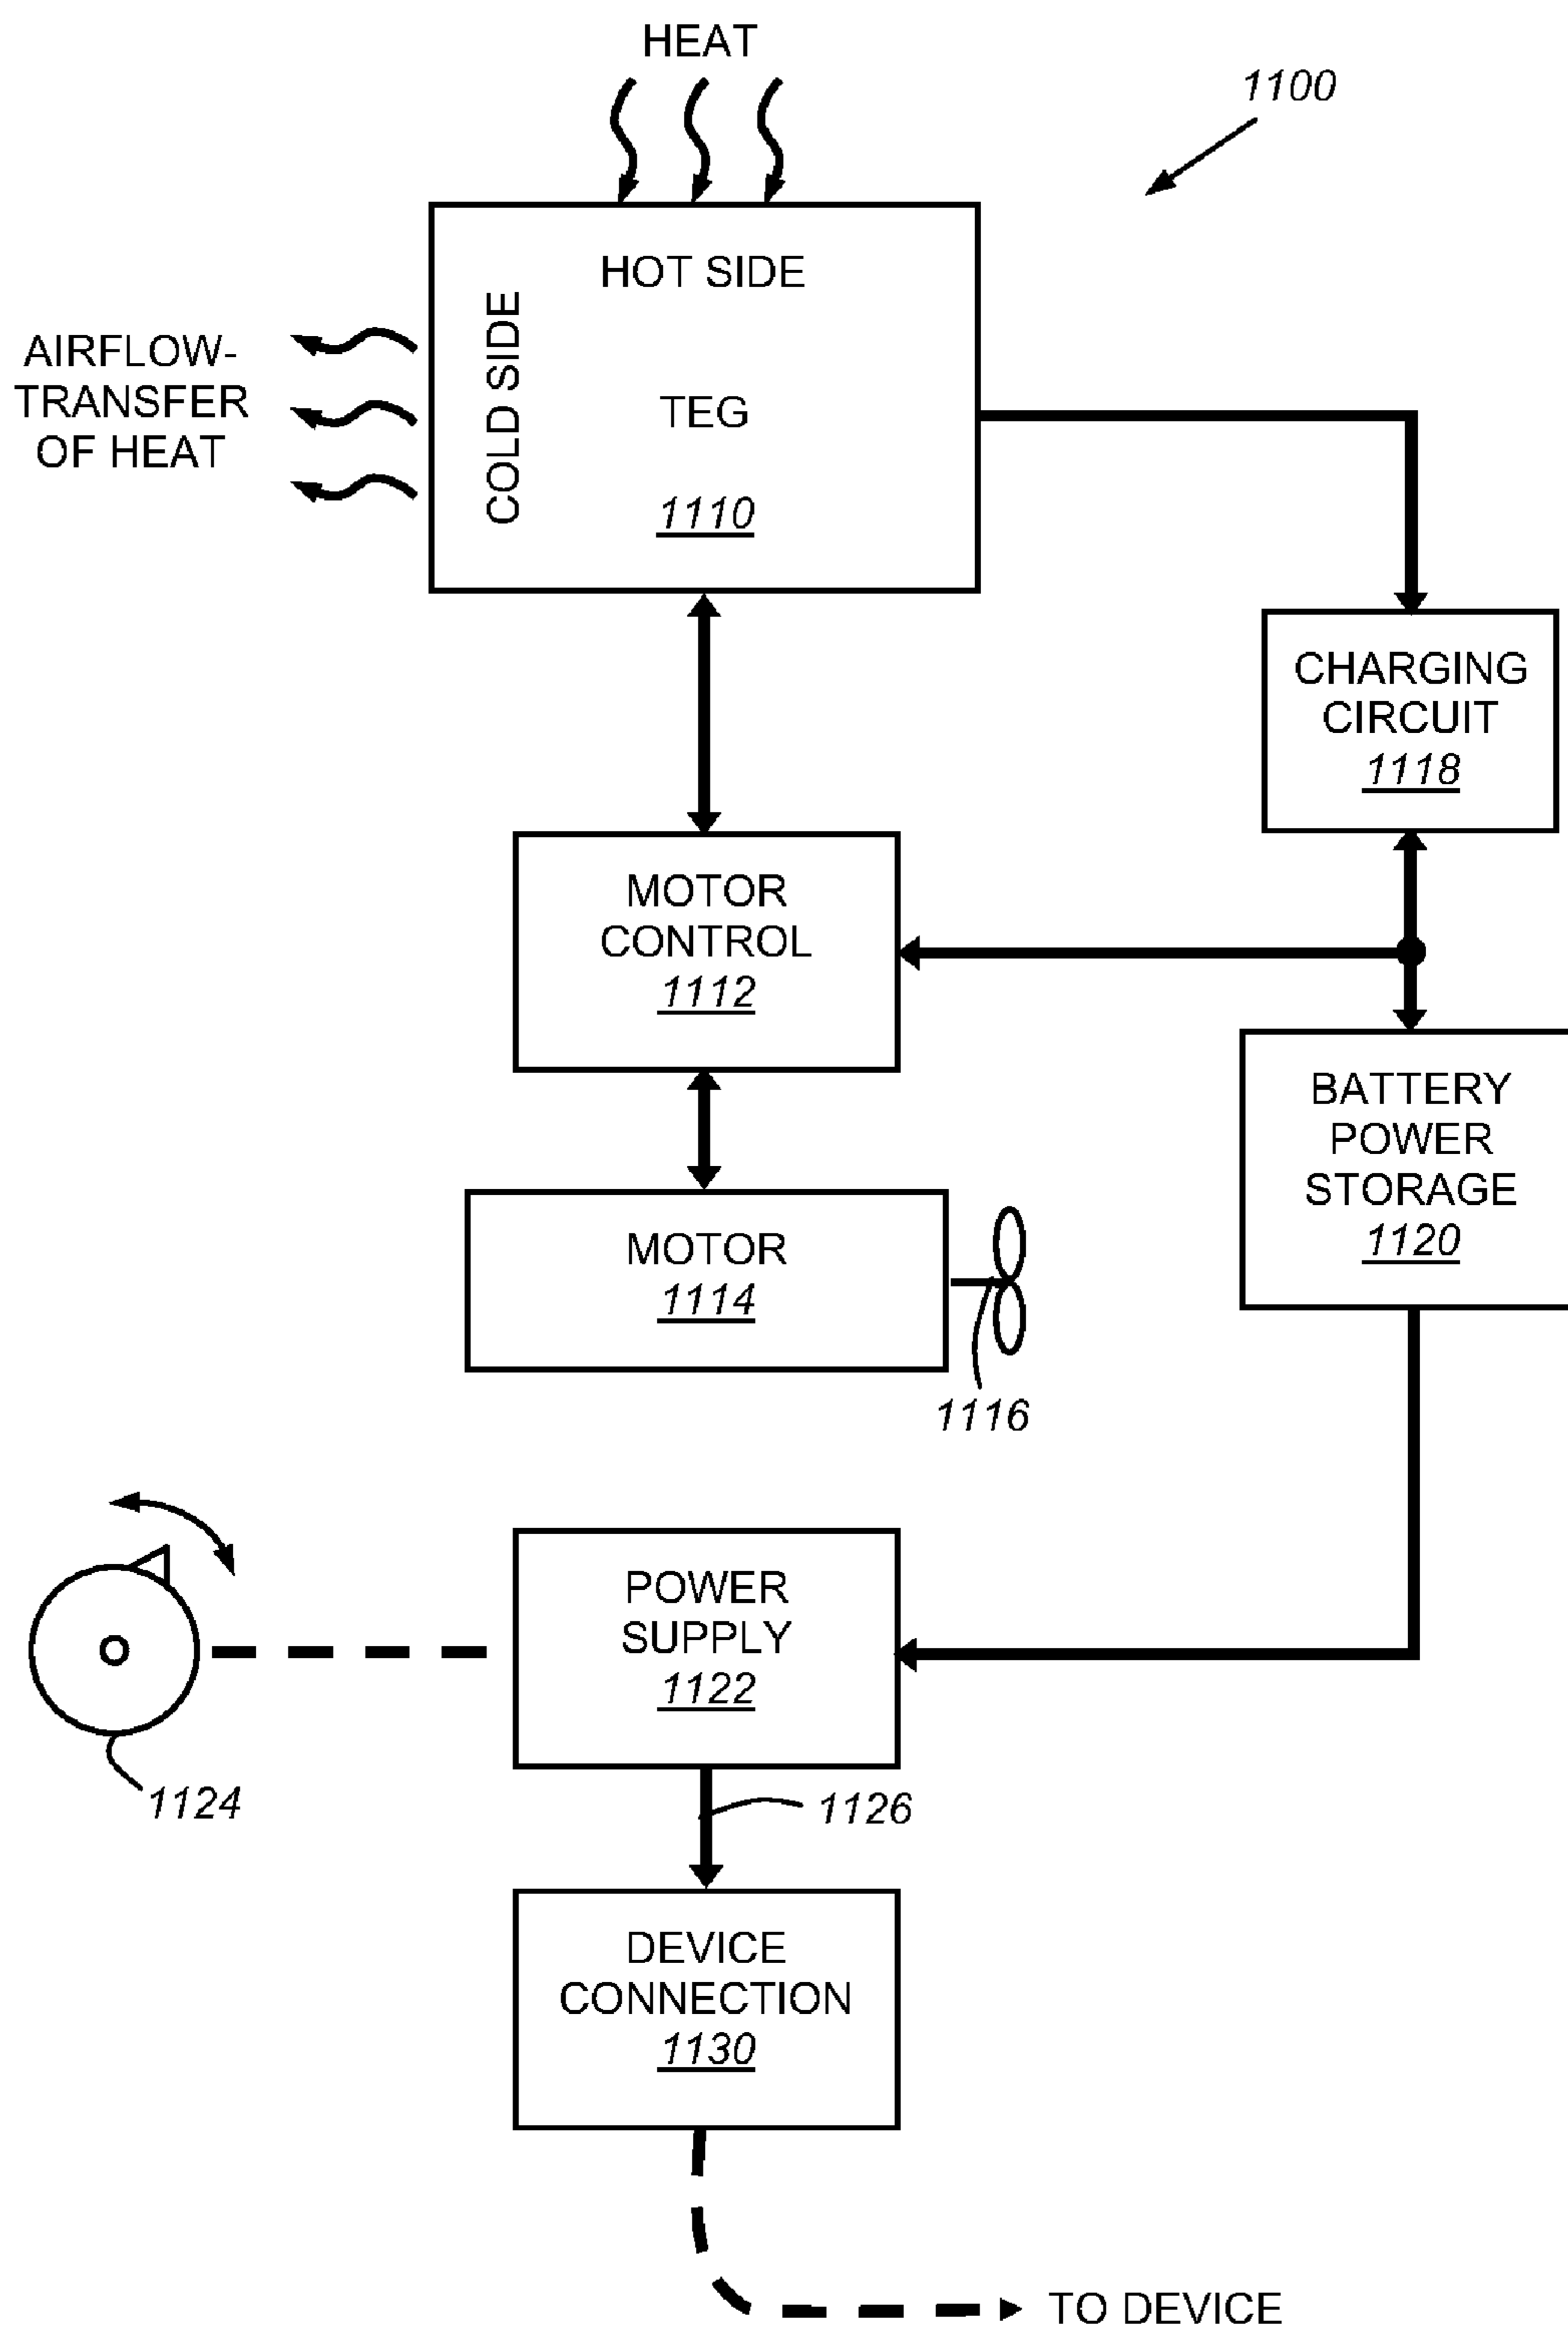 HEAT
1100
HOT SIDE
COLD SIDE
AIRFLOW-
TRANSFER
OF HEAT
TEG
1110
CHARGING
CIRCUIT
1118
MOTOR
CONTROL
1112
BATTERY
POWER
STORAGE
1120
MOTOR
1114
1116
POWER
SUPPLY
1122
1124
1126
DEVICE
CONNECTION
1130
TO DEVICE